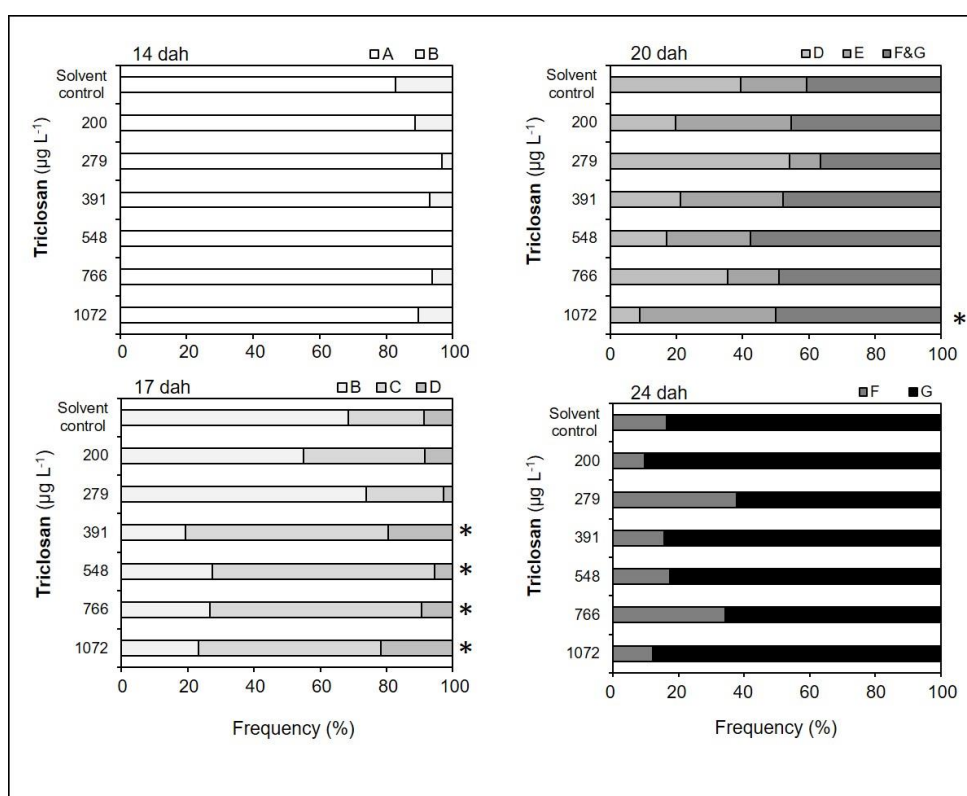 14 dah A B
Solvent control
200
279
391
548
766
1072
Triclosan (µg L-1)
0 20 40 60 80 100
20 dah D E F&G
Solvent control
200
279
391
548
766
1072 *
Triclosan (µg L-1)
0 20 40 60 80 100
17 dah B C D
Solvent control
200
279
391 *
548 *
766 *
1072 *
Triclosan (µg L-1)
0 20 40 60 80 100
Frequency (%)
24 dah F G
Solvent control
200
279
391
548
766
1072
Triclosan (µg L-1)
0 20 40 60 80 100
Frequency (%)